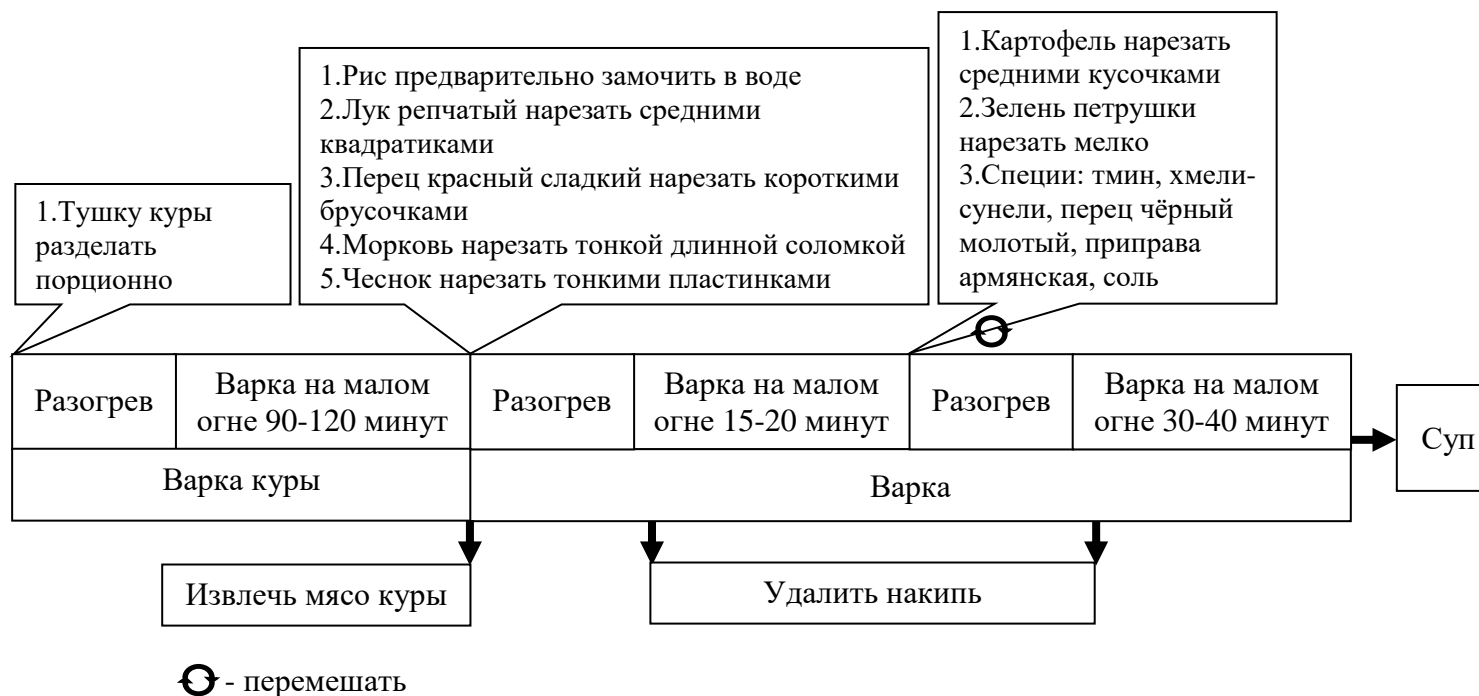 1.Тушку куры
разделать
порционно
1.Рис предварительно замочить в воде
2.Лук репчатый нарезать средними
квадратиками
3.Перец красный сладкий нарезать короткими
брусочками
4.Морковь нарезать тонкой длинной соломкой
5.Чеснок нарезать тонкими пластинками
1.Картофель нарезать
средними кусочками
2.Зелень петрушки
нарезать мелко
3.Специи: тмин, хмели-
сунели, перец чёрный
молотый, приправа
армянская, соль
Разогрев
Варка на малом
огне 90-120 минут
Разогрев
Варка на малом
огне 15-20 минут
Разогрев
Варка на малом
огне 30-40 минут
Суп
Варка куры
Варка
Извлечь мясо куры
Удалить накипь
- перемешать